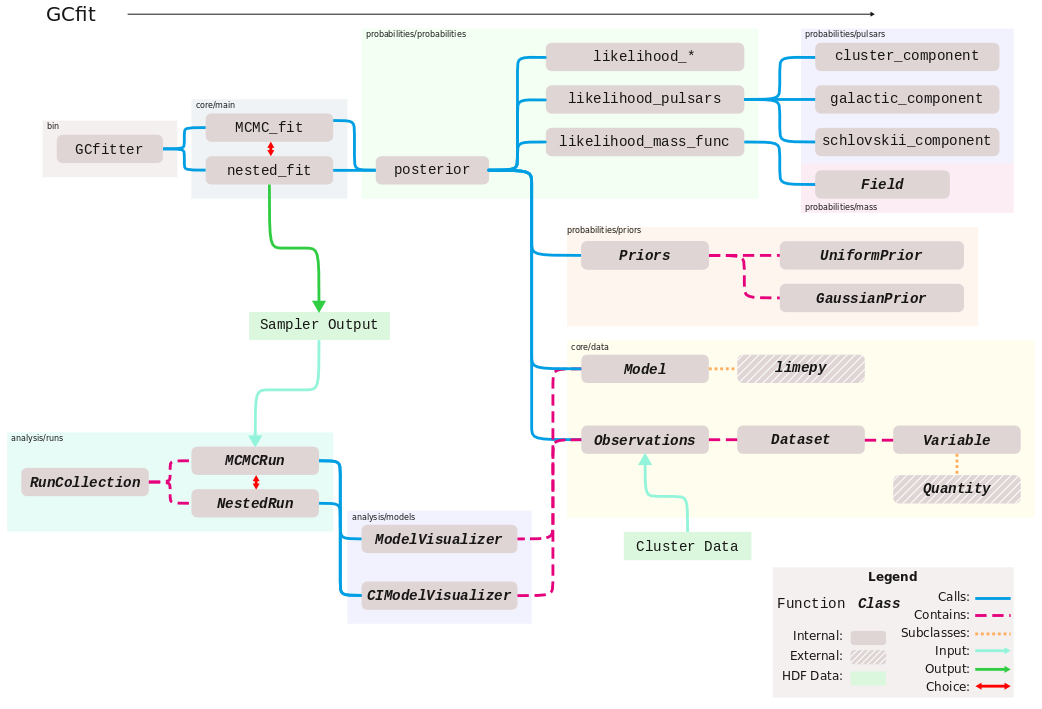 GCfit
probabilities/probabilities
probabilities/pulsars
likelihood_*
cluster_component
core/main
likelihood_pulsars
galactic_component
bin
MCMC_fit
GCfitter
likelihood_mass_func
schlovskii_component
nested_fit
posterior
Field
probabilities/mass
probabilities/priors
Priors
UniformPrior
GaussianPrior
Sampler Output
core/data
Model
limepy
analysis/runs
Observations
Dataset
Variable
MCMCRun
RunCollection
NestedRun
Quantity
analysis/models
ModelVisualizer
Cluster Data
CIModelVisualizer
Legend
Function Class
Calls:
Contains:
Subclasses:
Input:
Output:
Choice:
Internal:
External:
HDF Data: